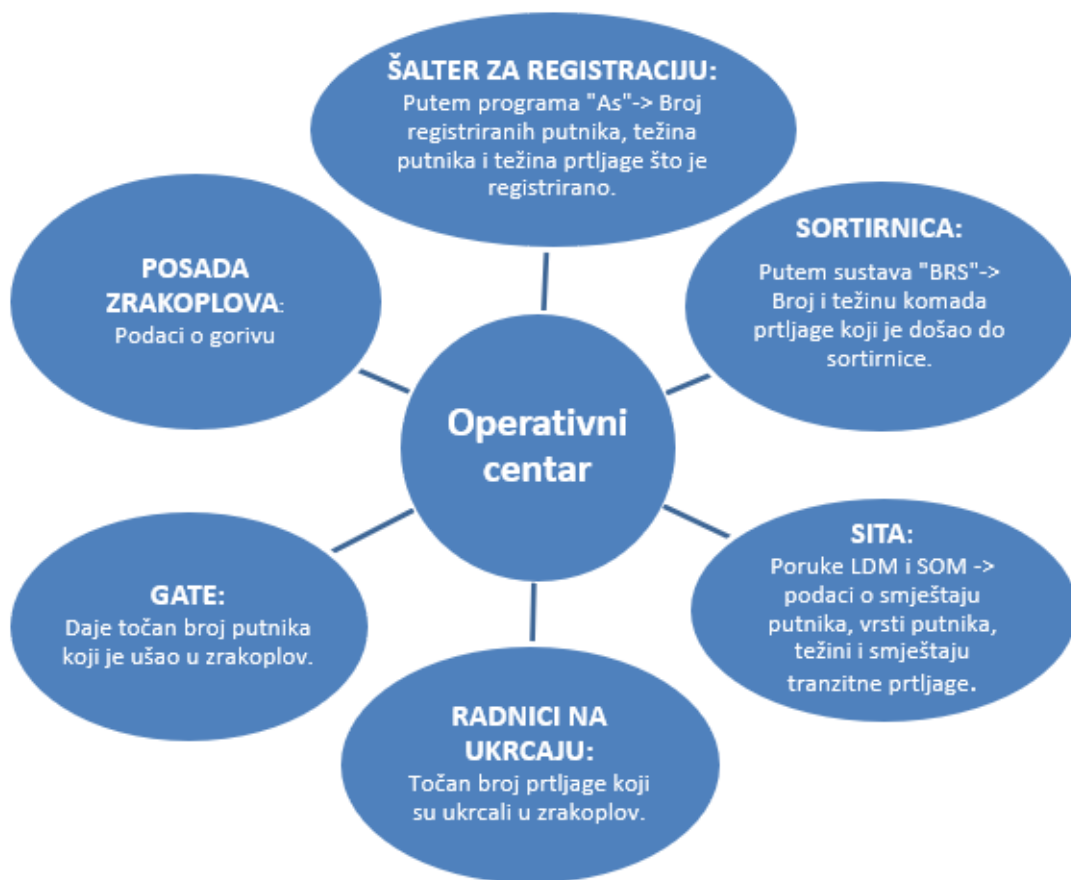 ŠALTER ZA REGISTRACIJU:
Putem programa "As"-> Broj
registriranih putnika, težina
putnika i težina prtljage što je
registrirano.
SORTIRNICA:
Putem sustava "BRS"->
Broj i težinu komada
prtljage koji je došao do
sortirnice.
SITA:
Poruke LDM i SOM ->
podaci o smještaju
putnika, vrsti putnika,
težini i smještaju
tranzitne prtljage.
RADNICI NA
UKRCAJU:
Točan broj prtljage koji
su ukrcali u zrakoplov.
GATE:
Daje točan broj putnika
koji je ušao u zrakoplov.
POSADA
ZRAKOPLOVA:
Podaci o gorivu
Operativni
centar